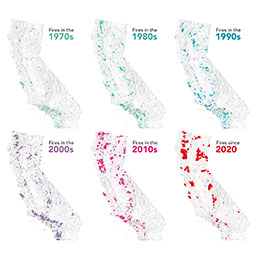 Fires in the
1970s
Fires in the
1980s
Fires in the
1990s
Fires in the
2000s
Fires in the
2010s
Fires since
2020